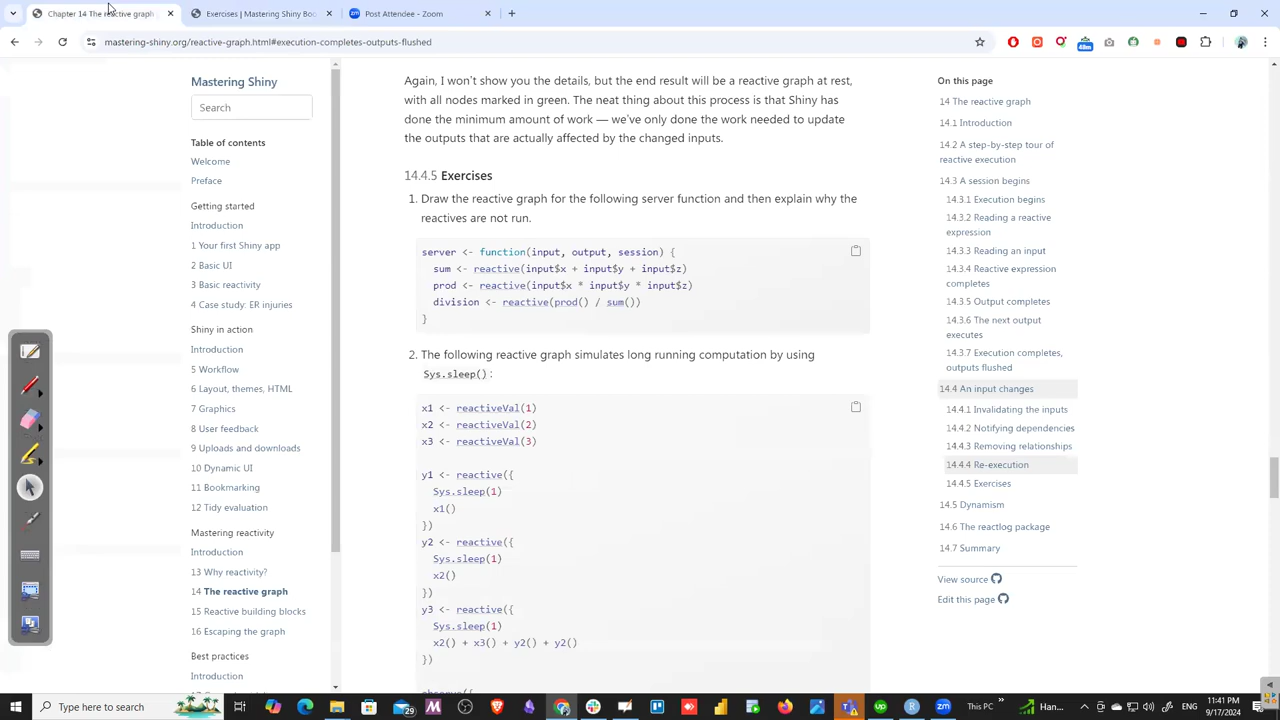 Chapter 14 The reactive graph
Exercises | Mastering Shiny Boo
Post Attendee - Zoom
mastering-shiny.org/reactive-graph.html#execution-completes-outputs-flushed
Mastering Shiny
Search
Table of contents
Welcome
Preface
Getting started
Introduction
1 Your first Shiny app
2 Basic UI
3 Basic reactivity
4 Case study: ER injuries
Shiny in action
Introduction
5 Workflow
6 Layout, themes, HTML
7 Graphics
8 User feedback
9 Uploads and downloads
10 Dynamic UI
11 Bookmarking
12 Tidy evaluation
Mastering reactivity
Introduction
13 Why reactivity?
14 The reactive graph
15 Reactive building blocks
16 Escaping the graph
Best practices
Introduction
Again, I won't show you the details, but the end result will be a reactive graph at rest,
with all nodes marked in green. The neat thing about this process is that Shiny has
done the minimum amount of work — we've only done the work needed to update
the outputs that are actually affected by the changed inputs.
14.4.5 Exercises
1. Draw the reactive graph for the following server function and then explain why the
reactives are not run.
server <- function(input, output, session) {
sum <- reactive(input$x + input$y + input$z)
prod <- reactive(input$x * input$y * input$z)
division <- reactive(prod() / sum())
}
2. The following reactive graph simulates long running computation by using
Sys.sleep():
x1 <- reactiveVal(1)
x2 <- reactiveVal(2)
x3 <- reactiveVal(3)
y1 <- reactive({
Sys.sleep(1)
x1()
})
y2 <- reactive({
Sys.sleep(1)
x2()
})
y3 <- reactive({
Sys.sleep(1)
x2() + x3() + y2() + y2()
})
observe({
On this page
14 The reactive graph
14.1 Introduction
14.2 A step-by-step tour of
reactive execution
14.3 A session begins
14.3.1 Execution begins
14.3.2 Reading a reactive
expression
14.3.3 Reading an input
14.3.4 Reactive expression
completes
14.3.5 Output completes
14.3.6 The next output
executes
14.3.7 Execution completes,
outputs flushed
14.4 An input changes
14.4.1 Invalidating the inputs
14.4.2 Notifying dependencies
14.4.3 Removing relationships
14.4.4 Re-execution
14.4.5 Exercises
14.5 Dynamism
14.6 The reactlog package
14.7 Summary
View source
Edit this page
Type here to search
29
This PC
Han...
11:41 PM
9/17/2024